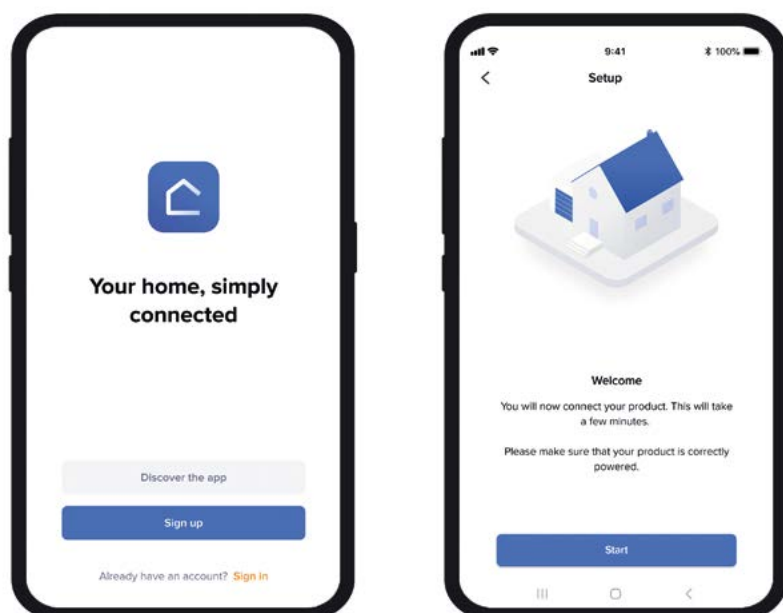 Your home, simply
connected
Discover the app
Sign up
Already have an account? Sign in
9:41
100%
Setup
Welcome
You will now connect your product. This will take
a few minutes.
Please make sure that your product is correctly
powered.
Start